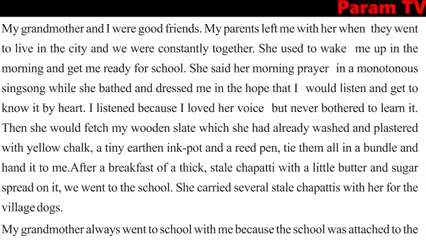 Param TV
My grandmother and I were good friends. My parents left me with her when they went
to live in the city and we were constantly together. She used to wake me up in the
morning and get me ready for school. She said her morning prayer in a monotonous
singsong while she bathed and dressed me in the hope that I would listen and get to
know it by heart. I listened because I loved her voice but never bothered to learn it.
Then she would fetch my wooden slate which she had already washed and plastered
with yellow chalk, a tiny earthen ink-pot and a reed pen, tie them all in a bundle and
hand it to me.After a breakfast of a thick, stale chapatti with a little butter and sugar
spread on it, we went to the school. She carried several stale chapattis with her for the
village dogs.
My grandmother always went to school with me because the school was attached to the